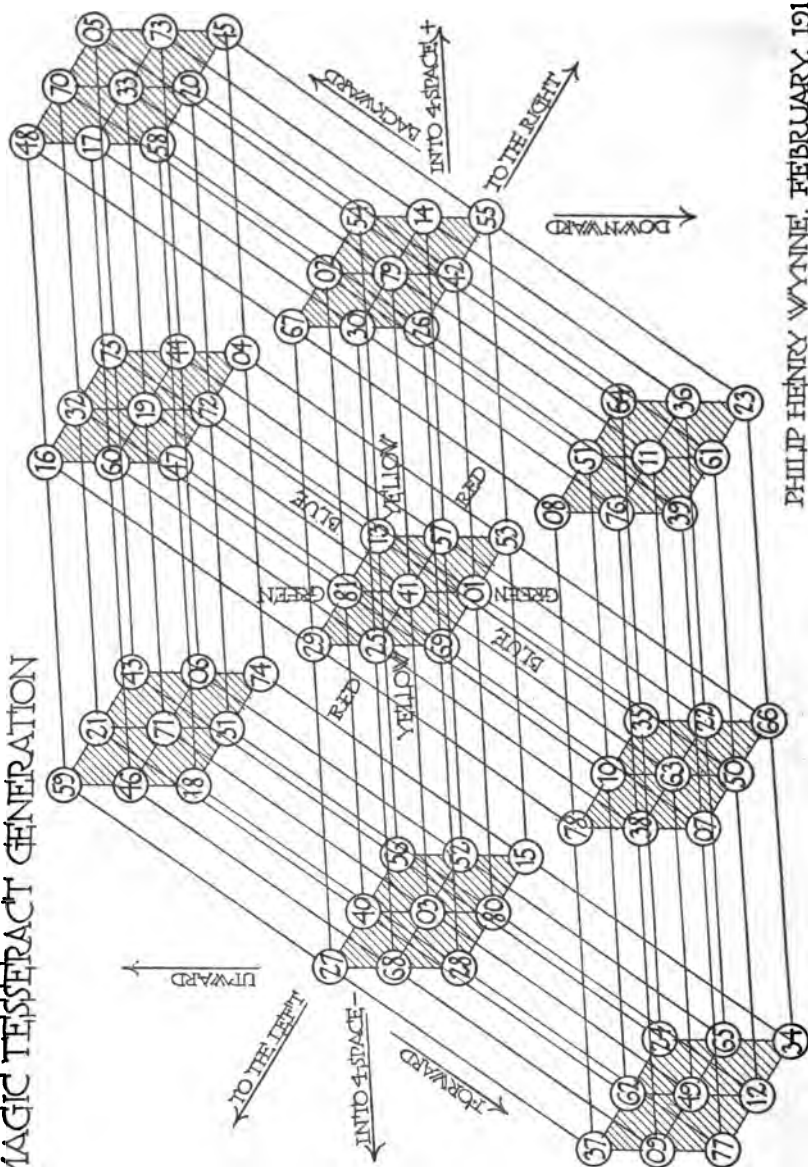 MAGIC TESSERACT GENERATION
59 21 43
46 71 06
18 31 74
16 32 75
60 19 44
47 72 04
48 70 05
17 33 73
58 20 45
UPWARD
BACKWARD
INTO 4-SPACE +
TO THE RIGHT
27 40 56
68 03 52
28 80 15
RED
YELLOW
GREEN
BLUE
29 81 13
25 41 57
69 01 53
YELLOW
BLUE
GREEN
RED
67 02 54
30 79 14
26 42 55
DOWNWARD
TO THE LEFT
INTO 4-SPACE -
FORWARD
37 62 24
09 49 65
77 12 34
78 10 35
38 63 22
07 50 66
08 51 64
76 11 36
39 61 23
PHILIP HENRY WYNNE, FEBRUARY, 191